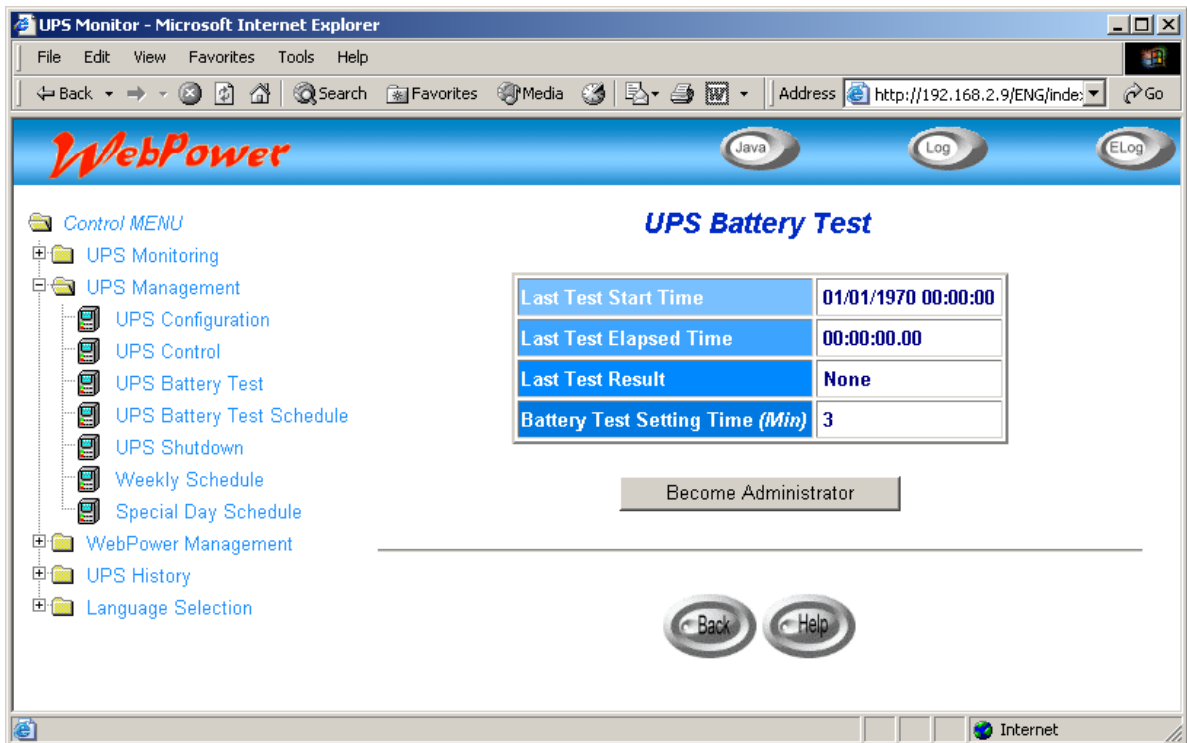 UPS Monitor - Microsoft Internet Explorer
File Edit View Favorites Tools Help
Back Search Favorites Media Address http://192.168.2.9/ENG/index Go
WebPower Java Log ELog
Control MENU
UPS Monitoring
UPS Management
UPS Configuration
UPS Control
UPS Battery Test
UPS Battery Test Schedule
UPS Shutdown
Weekly Schedule
Special Day Schedule
WebPower Management
UPS History
Language Selection
UPS Battery Test
Last Test Start Time 01/01/1970 00:00:00
Last Test Elapsed Time 00:00:00.00
Last Test Result None
Battery Test Setting Time (Min) 3
Become Administrator
Back Help
Internet